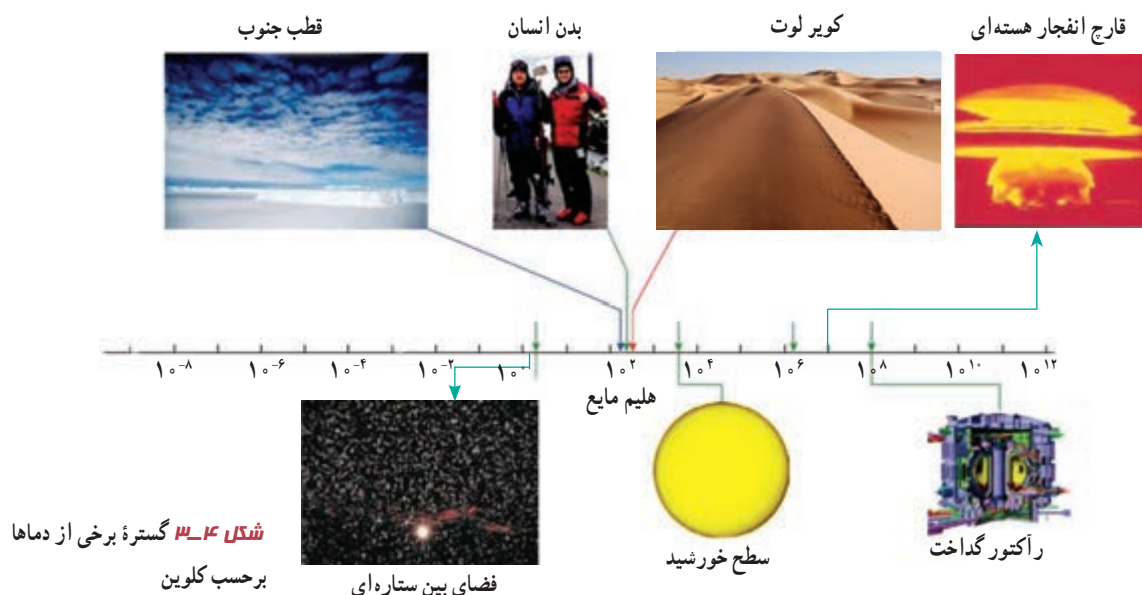 قطب جنوب
بدن انسان
کویر لوت
قارچ انفجار هسته‌ای
۱۰⁻⁸ ۱۰⁻⁶ ۱۰⁻⁴ ۱۰⁻² ۱۰⁰ ۱۰² ۱۰⁴ ۱۰⁶ ۱۰⁸ ۱۰¹⁰ ۱۰¹²
هلیم مایع
فضای بین ستاره‌ای
سطح خورشید
رآکتور گداخت
شکل ۴ــ۳ گسترهٔ برخی از دماها
برحسب کلوین